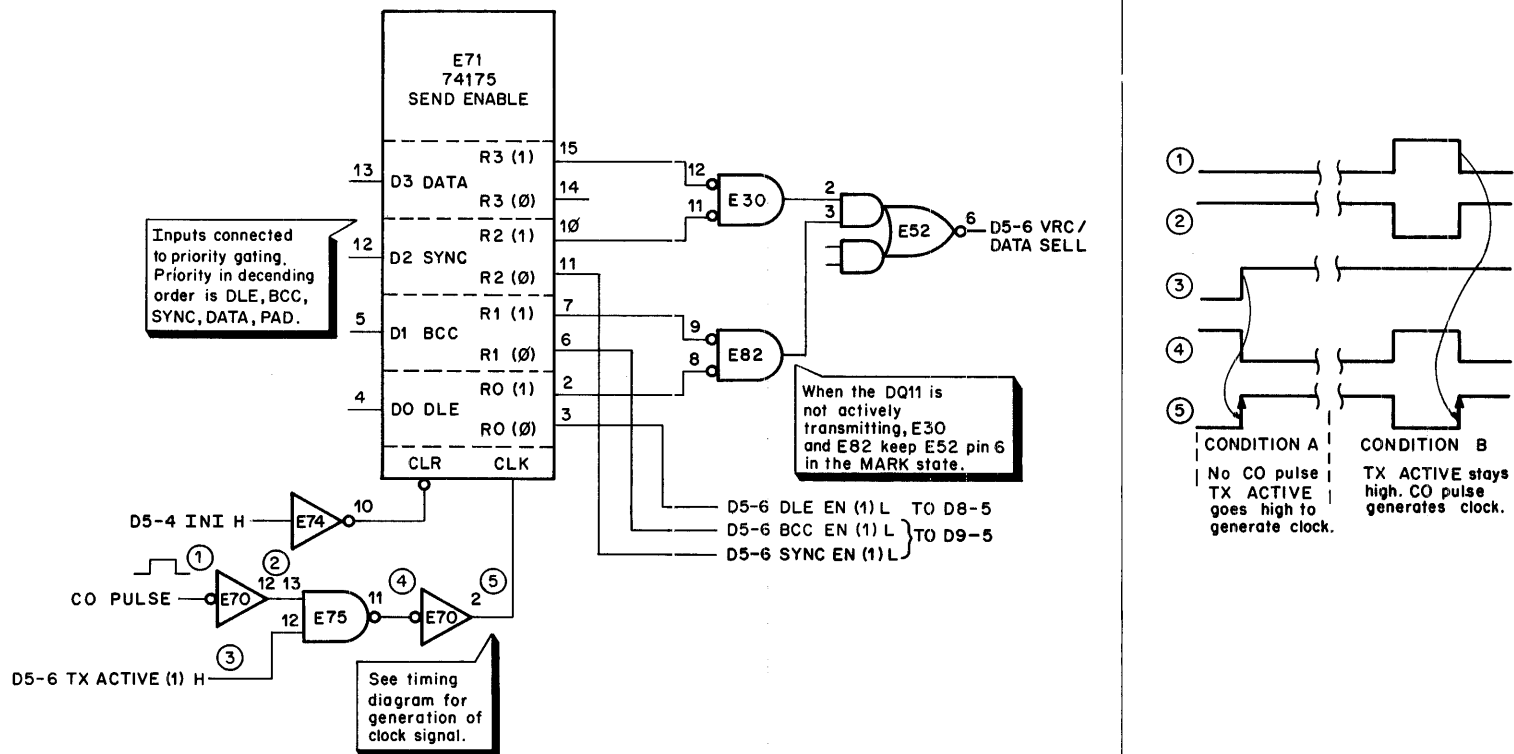 E71
74175
SEND ENABLE
R3 (1)
15
13
D3 DATA
14
R3 (Ø)
12
11
E30
2
3
E52
6
D5-6 VRC/
DATA SELL
Inputs connected
to priority gating.
Priority in decending
order is DLE, BCC,
SYNC, DATA, PAD.
12
D2 SYNC
R2 (1)
1Ø
R2 (Ø)
11
5
D1 BCC
R1 (1)
7
R1 (Ø)
6
9
8
E82
4
DO DLE
RO (1)
2
RO (Ø)
3
CLR CLK
When the DQ11 is
not actively
transmitting, E30
and E82 keep E52 pin 6
in the MARK state.
D5-4 INI H
E74
10
D5-6 DLE EN (1) L TO D8-5
D5-6 BCC EN (1) L
D5-6 SYNC EN (1) L
TO D9-5
1
CO PULSE
E70
12
2
13
12
E75
11
4
E70
2
5
3
D5-6 TX ACTIVE (1) H
See timing
diagram for
generation of
clock signal.
1
2
3
4
5
CONDITION A
No CO pulse
TX ACTIVE
goes high to
generate clock.
CONDITION B
TX ACTIVE stays
high. CO pulse
generates clock.